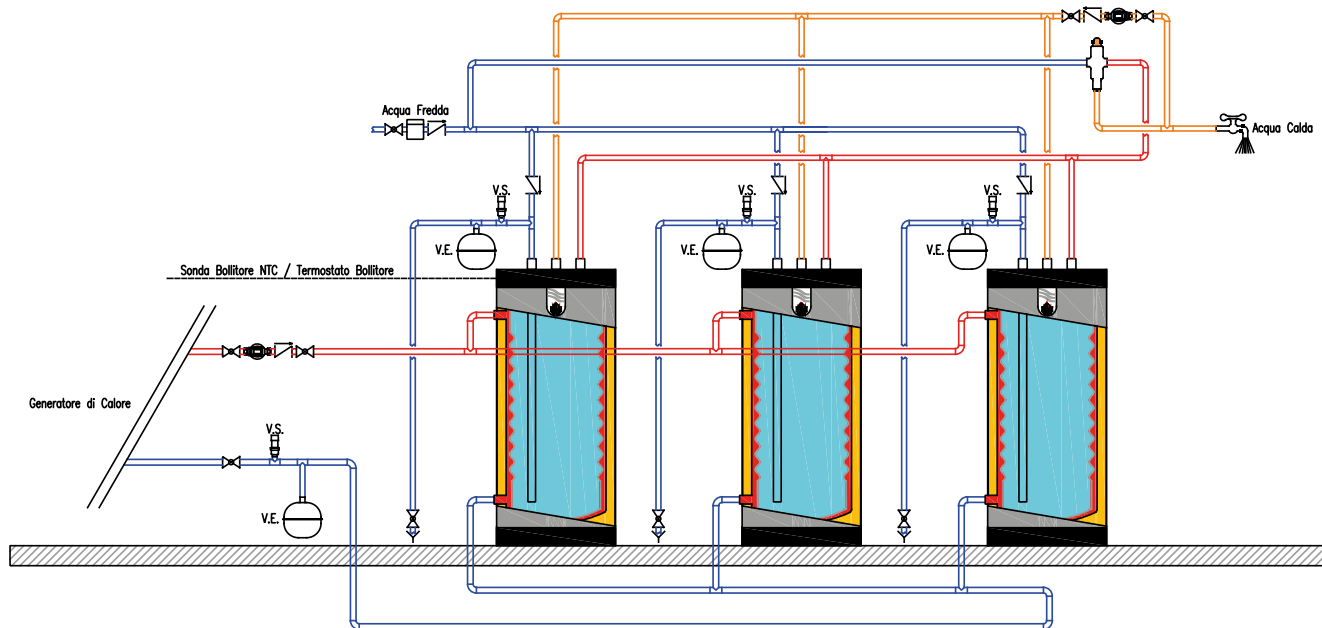 Acqua Fredda
Acqua Calda
V.S.
V.S.
V.S.
V.E.
V.E.
V.E.
Sonda Bollitore NTC / Termostato Bollitore
Generatore di Calore
V.S.
V.E.